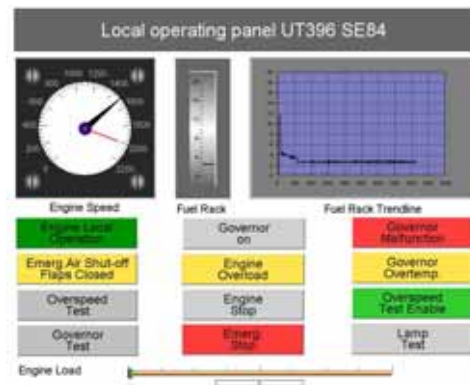 Local operating panel UT396 SE84
Engine Speed
Fuel Rack
Fuel Rack Trendline
Engine Local
Operation
Governor
on
Governor
Malfunction
Emerg Air Shut-off
Flaps Closed
Engine
Overload
Governor
Overtemp.
Overspeed
Test
Engine
Stop
Overspeed
Test Enable
Governor
Test
Emerg.
Stop
Lamp
Test
Engine Load